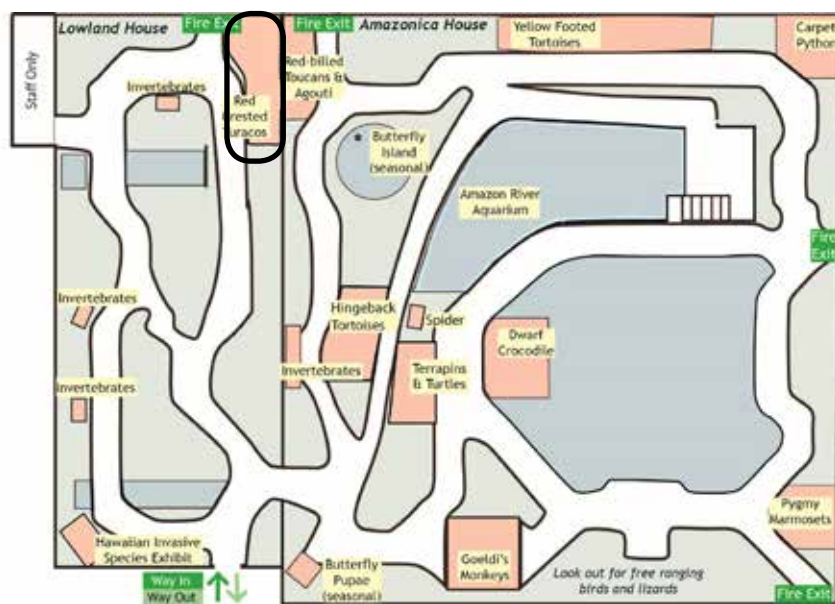 Lowland House
Fire Exit
Fire Exit
Amazonica House
Yellow Footed
Tortoises
Carpet
Python
Staff Only
Invertebrates
Red
Crested
Turacos
Red-billed
Toucans &
Agouti
Butterfly
Island
(seasonal)
Amazon River
Aquarium
Fire
Exit
Invertebrates
Hingeback
Tortoises
Spider
Dwarf
Crocodile
Invertebrates
Invertebrates
Terrapins
& Turtles
Hawaiian Invasive
Species Exhibit
Pygmy
Marmosets
Way In
Way Out
Butterfly
Pupae
(seasonal)
Goeldi's
Monkeys
Look out for free ranging
birds and lizards
Fire Exit